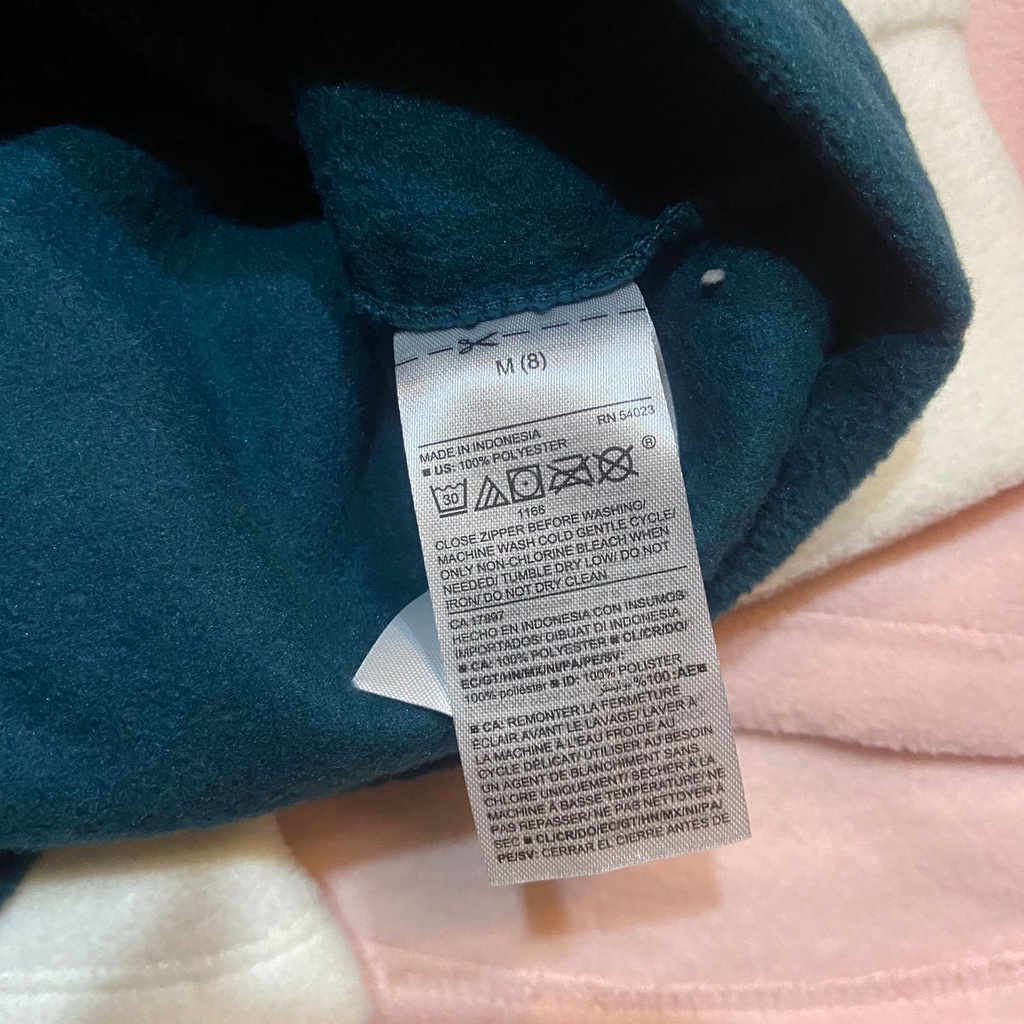 M (8)
RN 54023
MADE IN INDONESIA
■ US: 100% POLYESTER
30
®
1166
CLOSE ZIPPER BEFORE WASHING/
MACHINE WASH COLD GENTLE CYCLE/
ONLY NON-CHLORINE BLEACH WHEN
NEEDED/ TUMBLE DRY LOW/ DO NOT
IRON/ DO NOT DRY CLEAN
CA 17897
HECHO EN INDONESIA CON INSUMOS
IMPORTADOS/ DIBUAT DI INDONESIA
■ CA: 100% POLYESTER ■ CL/CR/DO/
EC/GT/HN/MX/NI/PA/PE/SV:
100% poliéster ■ ID: 100% POLISTER
■AE: 100% بوليستر
■ CA: REMONTER LA FERMETURE
ÉCLAIR AVANT LE LAVAGE/ LAVER À
LA MACHINE À L'EAU FROIDE AU
CYCLE DÉLICAT/ UTILISER AU BESOIN
UN AGENT DE BLANCHIMENT SANS
CHLORE UNIQUEMENT/ SÉCHER À LA
MACHINE À BASSE TEMPÉRATURE/ NE
PAS REPASSER/ NE PAS NETTOYER À
SEC ■ CL/CR/DO/EC/GT/HN/MX/NI/PA/
PE/SV: CERRAR EL CIERRE ANTES DE